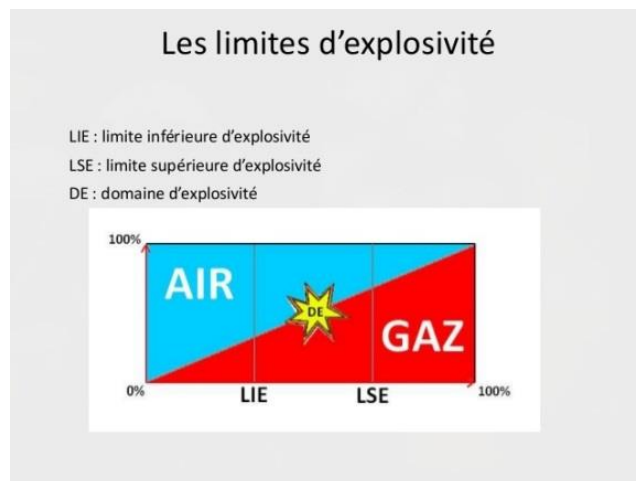 Les limites d'explosivité
LIE : limite inférieure d'explosivité
LSE : limite supérieure d'explosivité
DE : domaine d'explosivité
100%
AIR
DE
GAZ
0%
LIE
LSE
100%